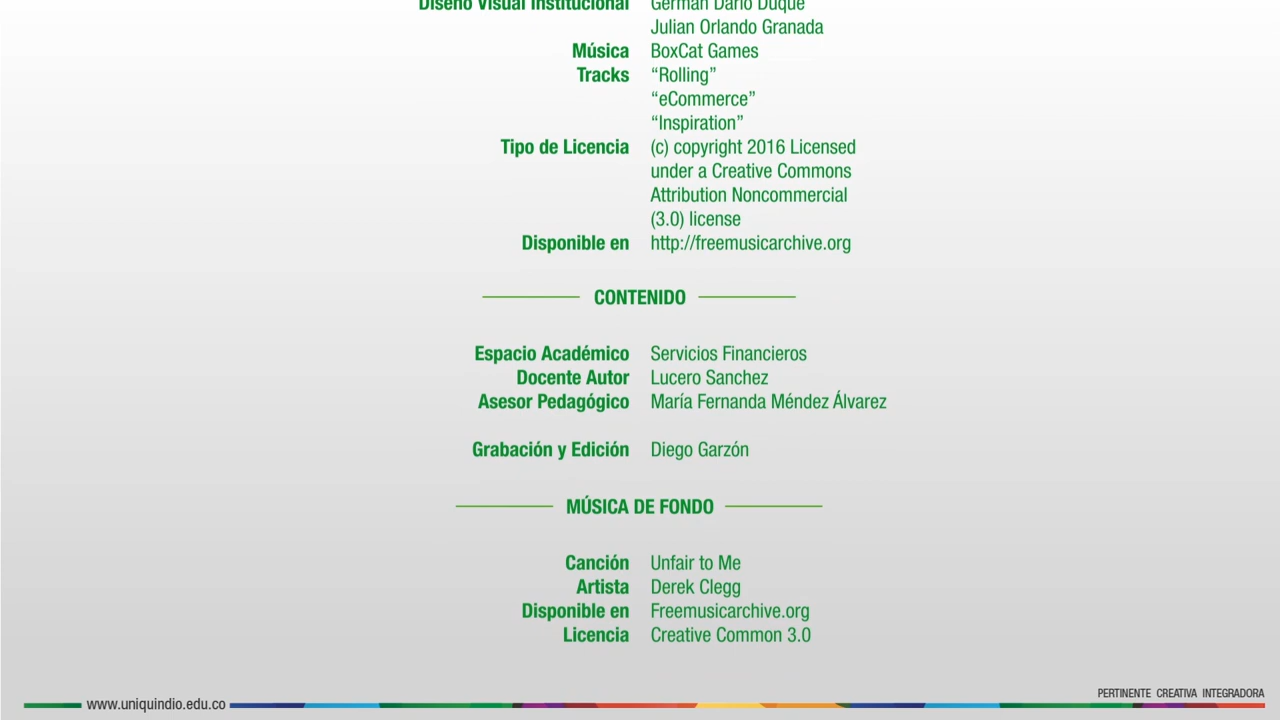 Diseño Visual Institucional Germán Darío Duque
Julian Orlando Granada
Música BoxCat Games
Tracks “Rolling”
“eCommerce”
“Inspiration”
Tipo de Licencia (c) copyright 2016 Licensed
under a Creative Commons
Attribution Noncommercial
(3.0) license
Disponible en http://freemusicarchive.org
CONTENIDO
Espacio Académico Servicios Financieros
Docente Autor Lucero Sanchez
Asesor Pedagógico María Fernanda Méndez Álvarez
Grabación y Edición Diego Garzón
MÚSICA DE FONDO
Canción Unfair to Me
Artista Derek Clegg
Disponible en Freemusicarchive.org
Licencia Creative Common 3.0
PERTINENTE CREATIVA INTEGRADORA
www.uniquindio.edu.co